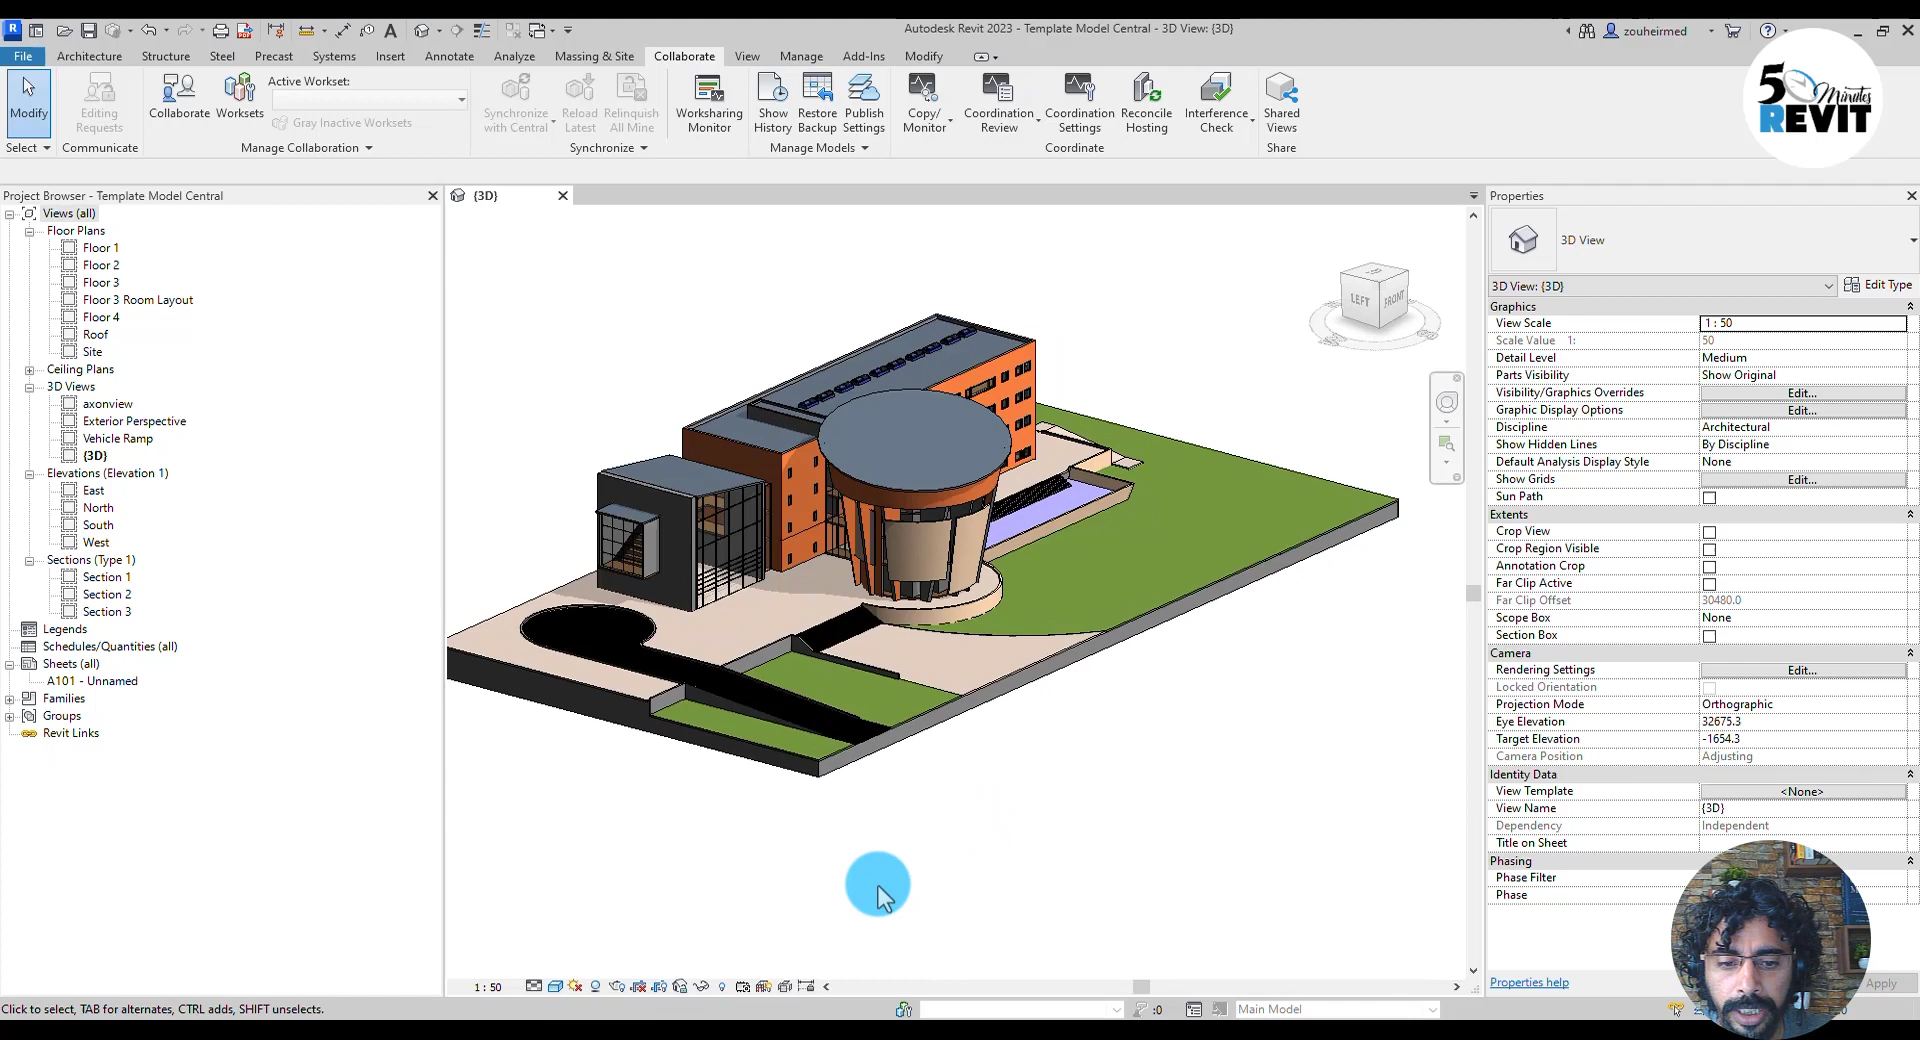 Autodesk Revit 2023 - Template Model Central - 3D View: {3D}
zouheirmed
File Architecture Structure Steel Precast Systems Insert Annotate Analyze Massing & Site Collaborate View Manage Add-Ins Modify
Modify
Editing Requests
Collaborate
Worksets
Active Workset:
Gray Inactive Worksets
Synchronize with Central
Reload Latest
Relinquish All Mine
Worksharing Monitor
Show History
Restore Backup
Publish Settings
Copy/ Monitor
Coordination Review
Coordination Settings
Reconcile Hosting
Interference Check
Shared Views
Select
Communicate
Manage Collaboration
Synchronize
Manage Models
Coordinate
Share
5 Minutes
REVIT
Project Browser - Template Model Central
Views (all)
Floor Plans
Floor 1
Floor 2
Floor 3
Floor 3 Room Layout
Floor 4
Roof
Site
Ceiling Plans
3D Views
axonview
Exterior Perspective
Vehicle Ramp
{3D}
Elevations (Elevation 1)
East
North
South
West
Sections (Type 1)
Section 1
Section 2
Section 3
Legends
Schedules/Quantities (all)
Sheets (all)
A101 - Unnamed
Families
Groups
Revit Links
{3D}
LEFT
FRONT
Properties
3D View
3D View: {3D}
Edit Type
Graphics
View Scale 1 : 50
Scale Value 1: 50
Detail Level Medium
Parts Visibility Show Original
Visibility/Graphics Overrides Edit...
Graphic Display Options Edit...
Discipline Architectural
Show Hidden Lines By Discipline
Default Analysis Display Style None
Show Grids Edit...
Sun Path
Extents
Crop View
Crop Region Visible
Annotation Crop
Far Clip Active
Far Clip Offset 30480.0
Scope Box None
Section Box
Camera
Rendering Settings Edit...
Locked Orientation
Projection Mode Orthographic
Eye Elevation 32675.3
Target Elevation -1654.3
Camera Position Adjusting
Identity Data
View Template <None>
View Name {3D}
Dependency Independent
Title on Sheet
Phasing
Phase Filter
Phase
Properties help
Apply
1 : 50
Click to select, TAB for alternates, CTRL adds, SHIFT unselects.
:0
Main Model